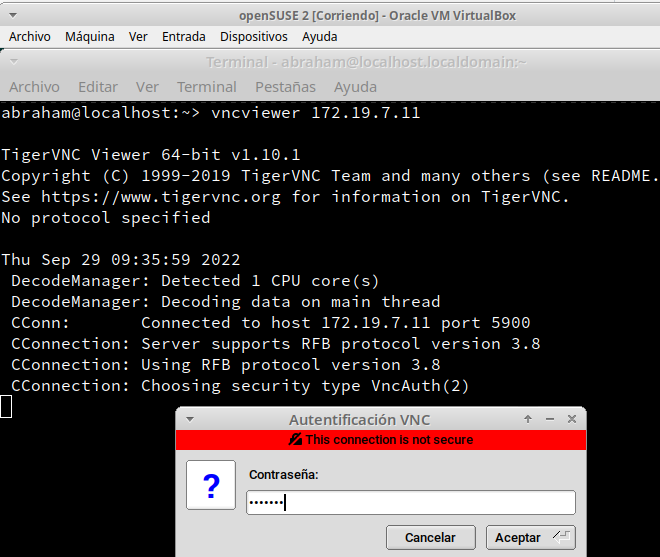 openSUSE 2 [Corriendo] - Oracle VM VirtualBox
Archivo Máquina Ver Entrada Dispositivos Ayuda
Terminal - abraham@localhost.localdomain:~
Archivo Editar Ver Terminal Pestañas Ayuda
abraham@localhost:~> vncviewer 172.19.7.11
TigerVNC Viewer 64-bit v1.10.1
Copyright (C) 1999-2019 TigerVNC Team and many others (see README.
See https://www.tigervnc.org for information on TigerVNC.
No protocol specified
Thu Sep 29 09:35:59 2022
DecodeManager: Detected 1 CPU core(s)
DecodeManager: Decoding data on main thread
CConn: Connected to host 172.19.7.11 port 5900
CConnection: Server supports RFB protocol version 3.8
CConnection: Using RFB protocol version 3.8
CConnection: Choosing security type VncAuth(2)
Autentificación VNC
This connection is not secure
?
Contraseña:
•••••••
Cancelar Aceptar